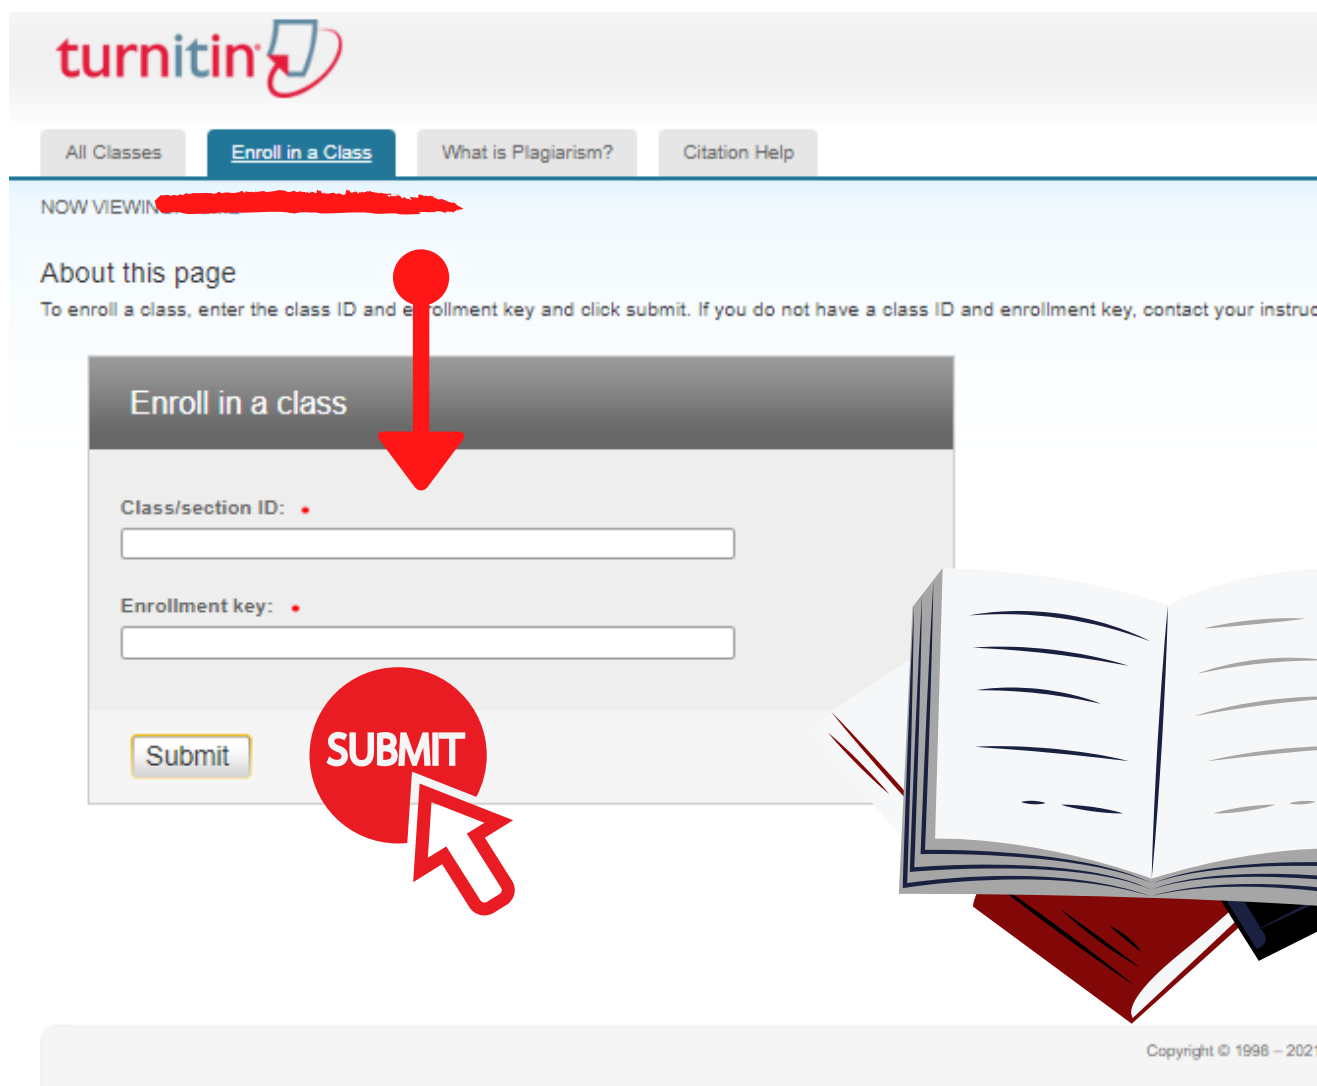 turnitin
All Classes
Enroll in a Class
What is Plagiarism?
Citation Help
NOW VIEWIN
About this page
To enroll a class, enter the class ID and enrollment key and click submit. If you do not have a class ID and enrollment key, contact your instruc
Enroll in a class
Class/section ID:
Enrollment key:
Submit
SUBMIT
Copyright © 1998 – 2021